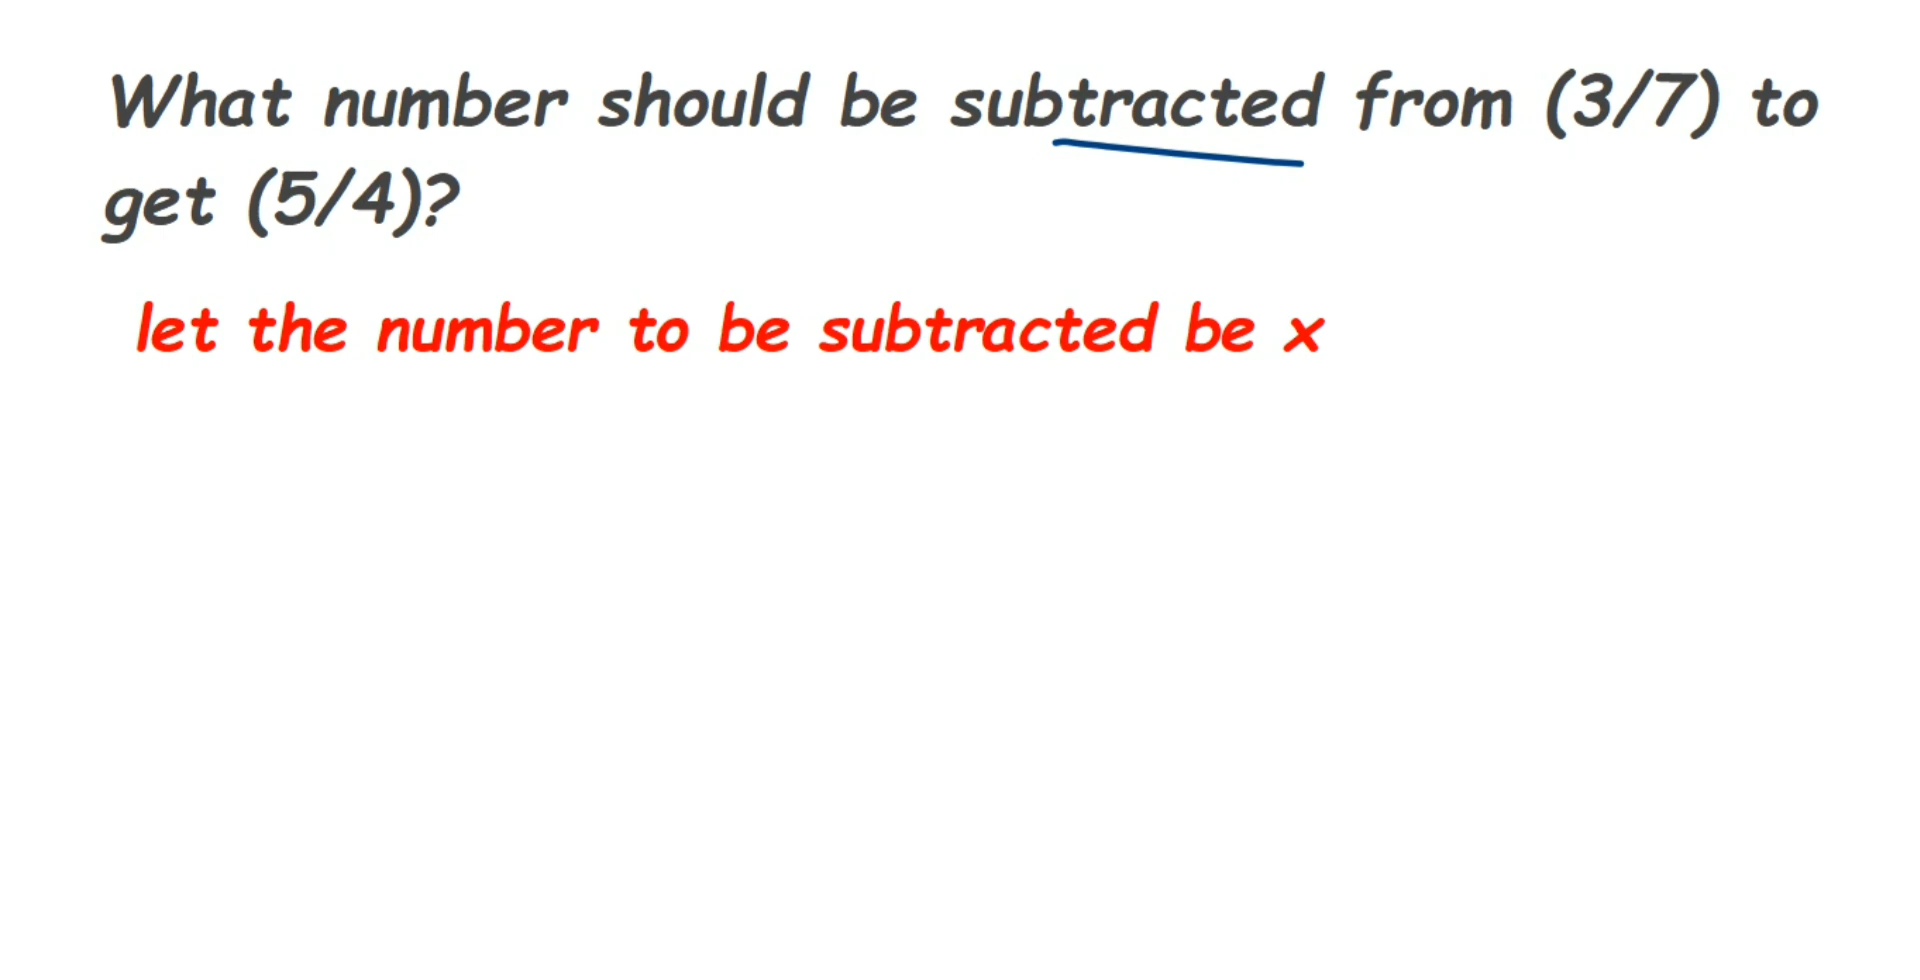 What number should be subtracted from (3/7) to
get (5/4)?
let the number to be subtracted be x